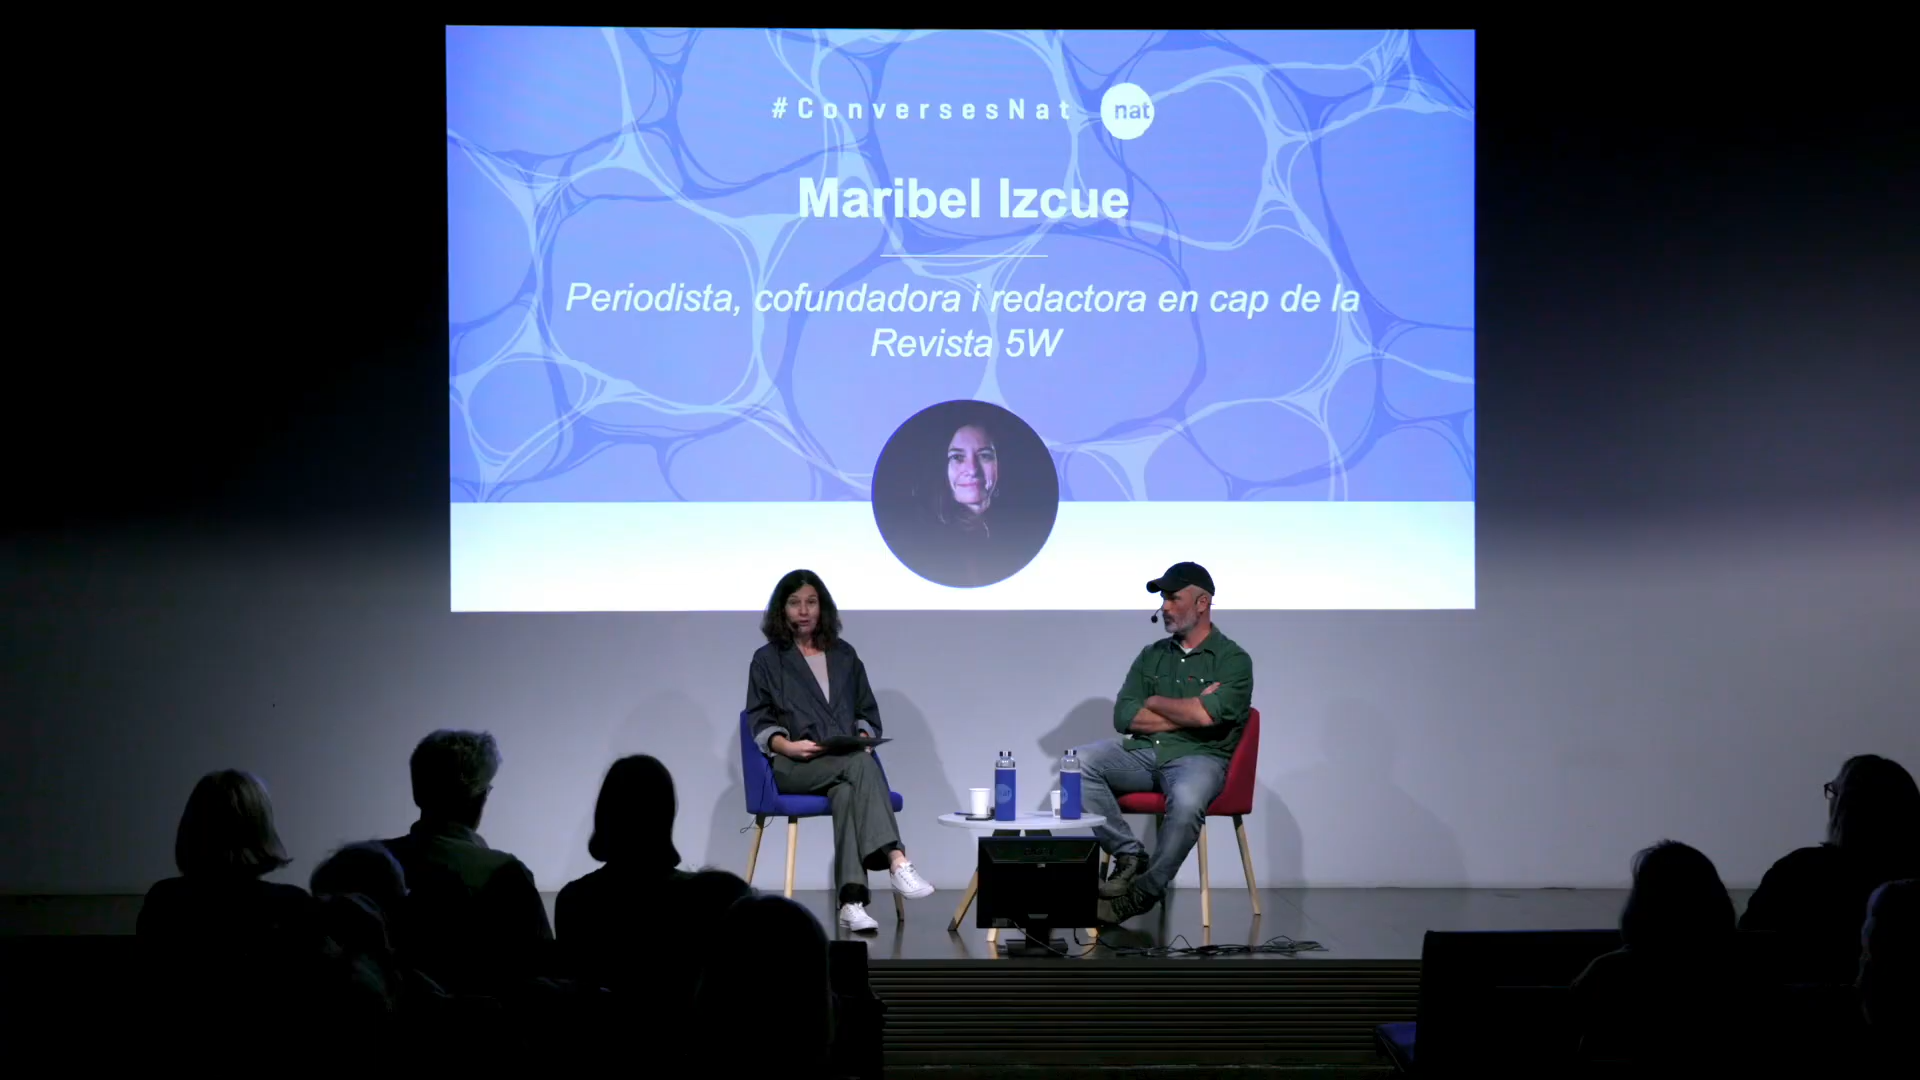 #ConversesNat nat
Maribel Izcue
Periodista, cofundadora i redactora en cap de la
Revista 5W